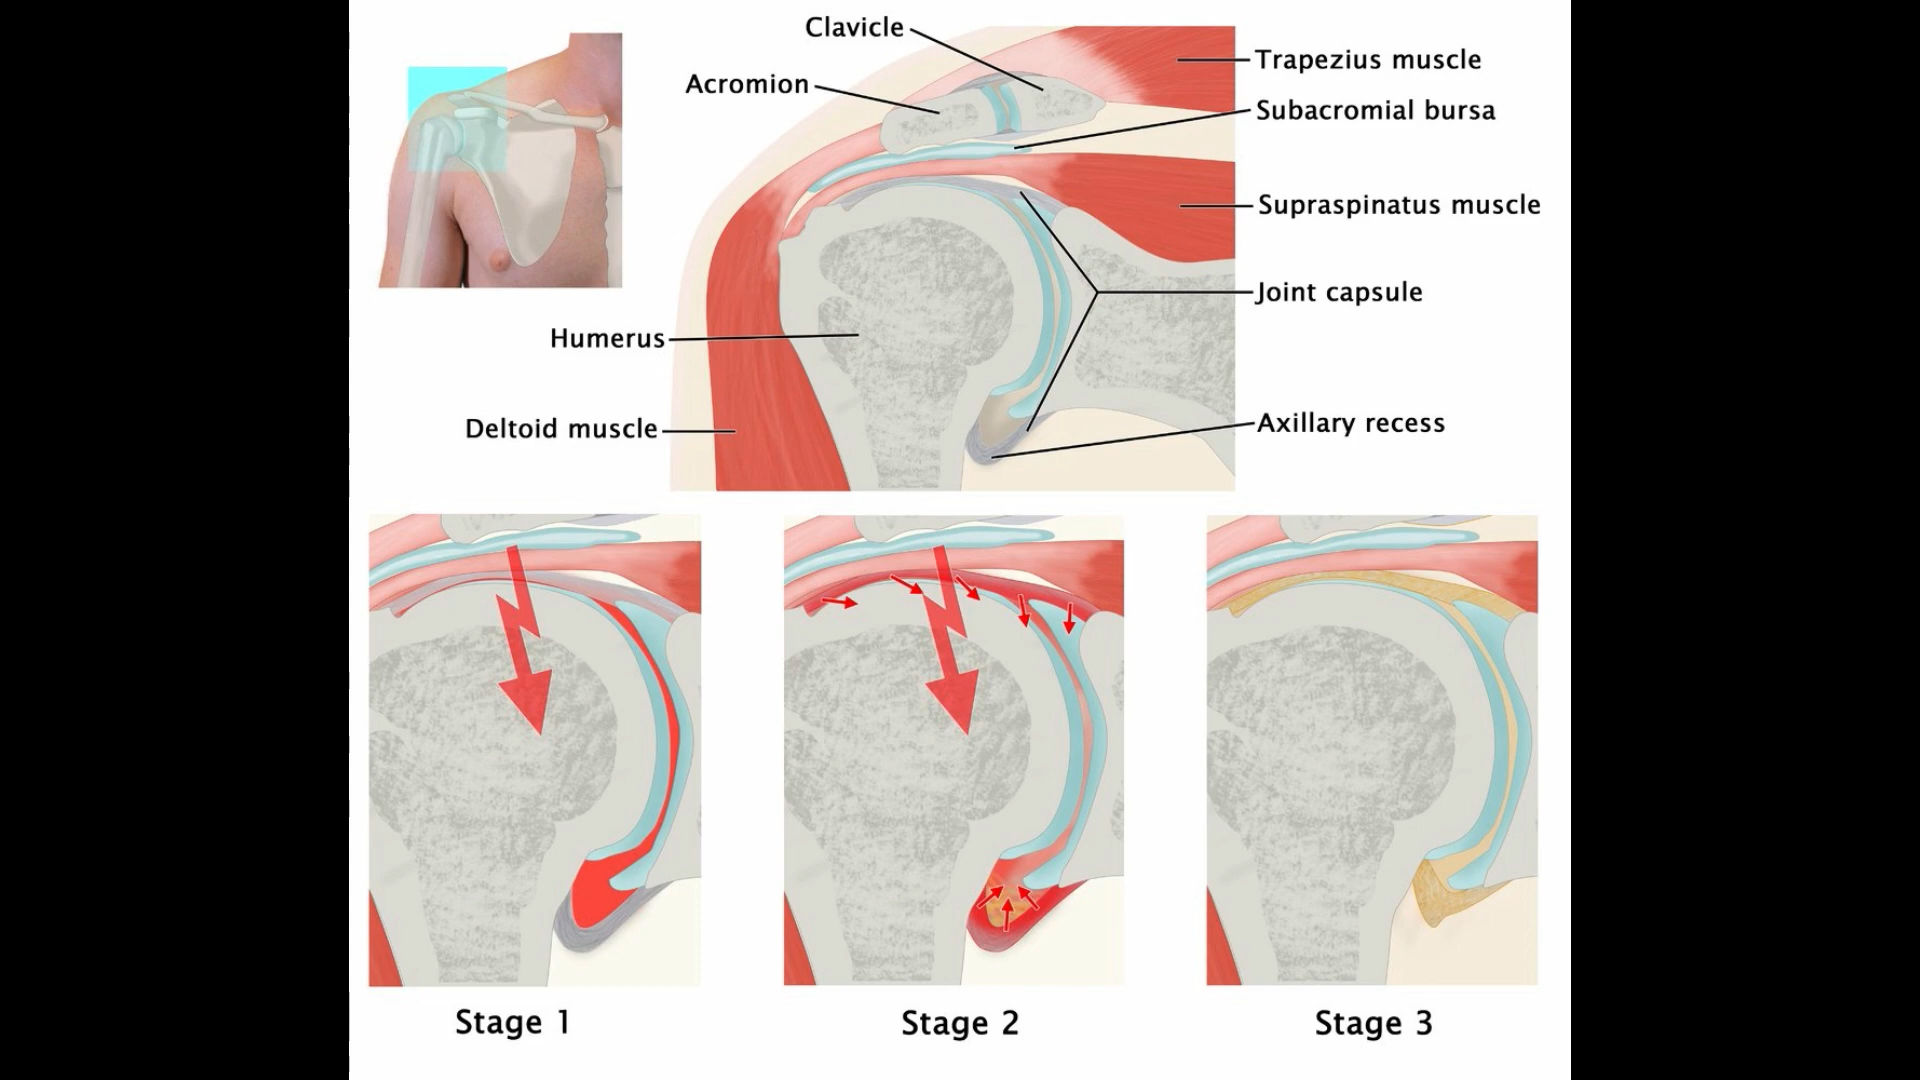 Clavicle
Acromion
Trapezius muscle
Subacromial bursa
Supraspinatus muscle
Joint capsule
Humerus
Deltoid muscle
Axillary recess
Stage 1
Stage 2
Stage 3